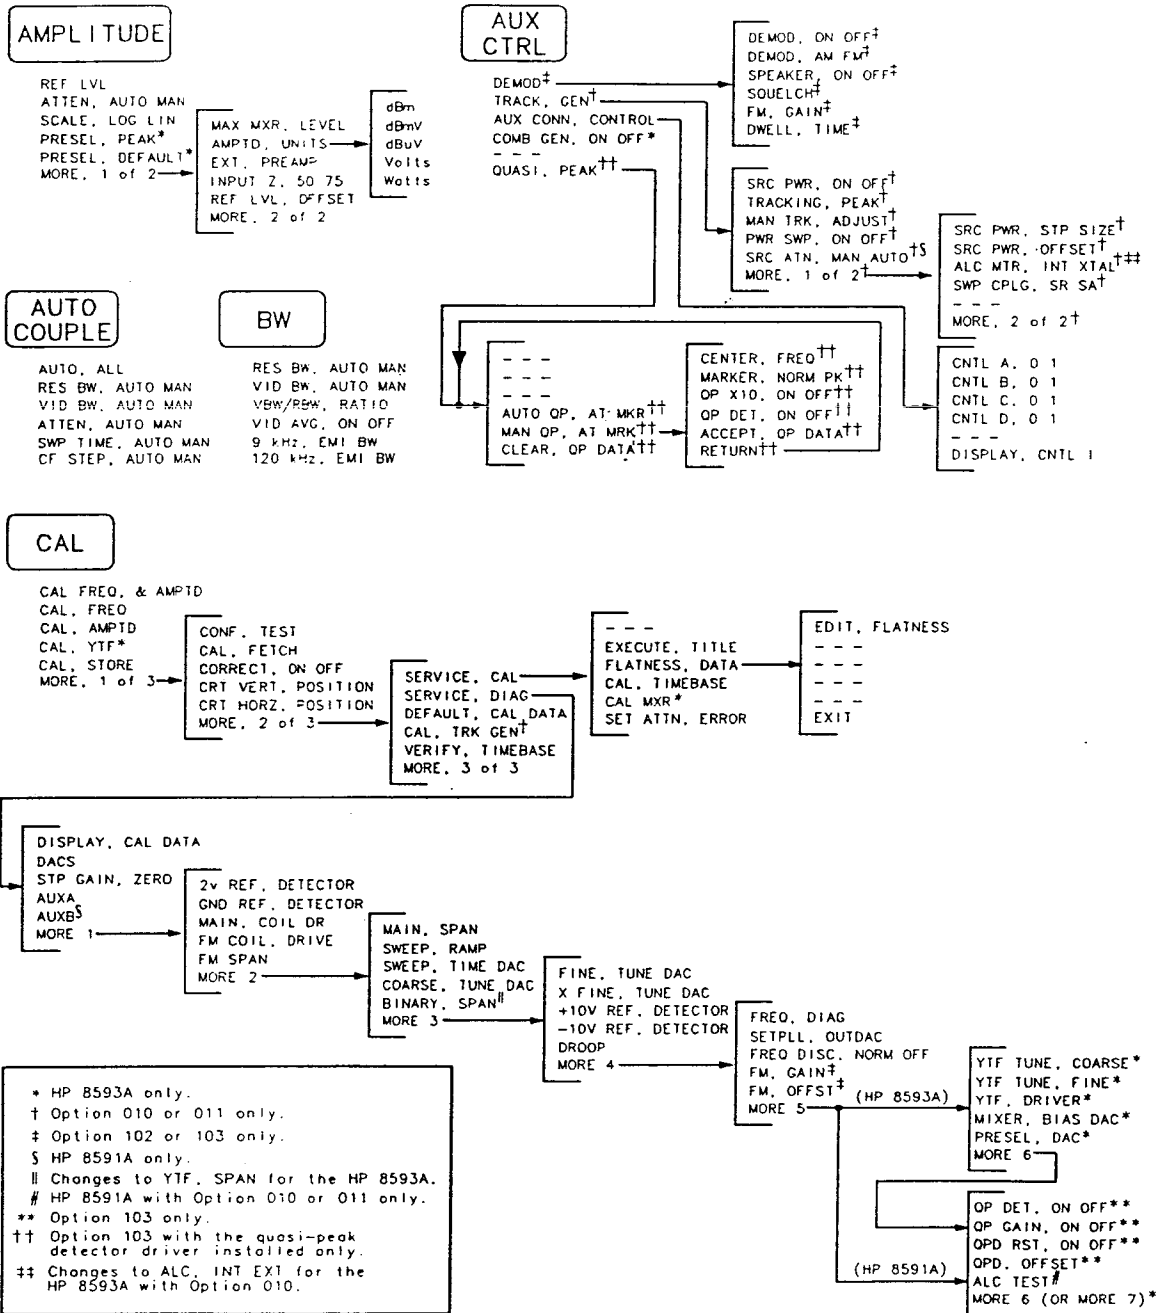 AMPLITUDE
REF LVL
ATTEN, AUTO MAN
SCALE, LOG LIN
PRESEL, PEAK*
PRESEL, DEFAULT*
MORE, 1 of 2
MAX MXR, LEVEL
AMPTD, UNITS
EXT, PREAMP
INPUT Z, 50 75
REF LVL, OFFSET
MORE, 2 of 2
dBm
dBmV
dBuV
Volts
Watts
AUX
CTRL
DEMOD‡
TRACK, GEN†
AUX CONN, CONTROL
COMB GEN, ON OFF*
- - -
QUASI, PEAK††
DEMOD, ON OFF‡
DEMOD, AM FM‡
SPEAKER, ON OFF‡
SQUELCH‡
FM, GAIN‡
DWELL, TIME‡
SRC PWR, ON OFF†
TRACKING, PEAK†
MAN TRK, ADJUST†
PWR SWP, ON OFF†
SRC ATN, MAN AUTO†§
MORE, 1 of 2†
SRC PWR, STP SIZE†
SRC PWR, OFFSET†
ALC MTR, INT XTAL†‡‡
SWP CPLG, SR SA†
- - -
MORE, 2 of 2†
AUTO
COUPLE
AUTO, ALL
RES BW, AUTO MAN
VID BW, AUTO MAN
ATTEN, AUTO MAN
SWP TIME, AUTO MAN
CF STEP, AUTO MAN
BW
RES BW, AUTO MAN
VID BW, AUTO MAN
VBW/RBW, RATIO
VID AVG, ON OFF
9 kHz, EMI BW
120 kHz, EMI BW
- - -
- - -
- - -
AUTO QP, AT MKR††
MAN QP, AT MRK††
CLEAR, QP DATA††
CENTER, FREQ††
MARKER, NORM PK††
QP X10, ON OFF††
QP DET, ON OFF††
ACCEPT, QP DATA††
RETURN††
CNTL A, 0 1
CNTL B, 0 1
CNTL C, 0 1
CNTL D, 0 1
- - -
DISPLAY, CNTL I
CAL
CAL FREQ, & AMPTD
CAL, FREQ
CAL, AMPTD
CAL, YTF*
CAL, STORE
MORE, 1 of 3
CONF, TEST
CAL, FETCH
CORRECT, ON OFF
CRT VERT, POSITION
CRT HORZ, POSITION
MORE, 2 of 3
SERVICE, CAL
SERVICE, DIAG
DEFAULT, CAL DATA
CAL, TRK GEN†
VERIFY, TIMEBASE
MORE, 3 of 3
- - -
EXECUTE, TITLE
FLATNESS, DATA
CAL, TIMEBASE
CAL MXR*
SET ATTN, ERROR
EDIT, FLATNESS
- - -
- - -
- - -
- - -
EXIT
DISPLAY, CAL DATA
DACS
STP GAIN, ZERO
AUXA
AUXB§
MORE 1
2v REF, DETECTOR
GND REF, DETECTOR
MAIN, COIL DR
FM COIL, DRIVE
FM SPAN
MORE 2
MAIN, SPAN
SWEEP, RAMP
SWEEP, TIME DAC
COARSE, TUNE DAC
BINARY, SPAN‖
MORE 3
FINE, TUNE DAC
X FINE, TUNE DAC
+10V REF, DETECTOR
-10V REF, DETECTOR
DROOP
MORE 4
FREQ, DIAG
SETPLL, OUTDAC
FREQ DISC, NORM OFF
FM, GAIN‡
FM, OFFST‡
MORE 5
(HP 8593A)
YTF TUNE, COARSE*
YTF TUNE, FINE*
YTF, DRIVER*
MIXER, BIAS DAC*
PRESEL, DAC*
MORE 6
(HP 8591A)
QP DET, ON OFF**
QP GAIN, ON OFF**
QPD RST, ON OFF**
QPD, OFFSET**
ALC TEST#
MORE 6 (OR MORE 7)*
* HP 8593A only.
† Option 010 or 011 only.
‡ Option 102 or 103 only.
§ HP 8591A only.
‖ Changes to YTF, SPAN for the HP 8593A.
# HP 8591A with Option 010 or 011 only.
** Option 103 only.
†† Option 103 with the quasi-peak
detector driver installed only.
‡‡ Changes to ALC, INT EXT for the
HP 8593A with Option 010.